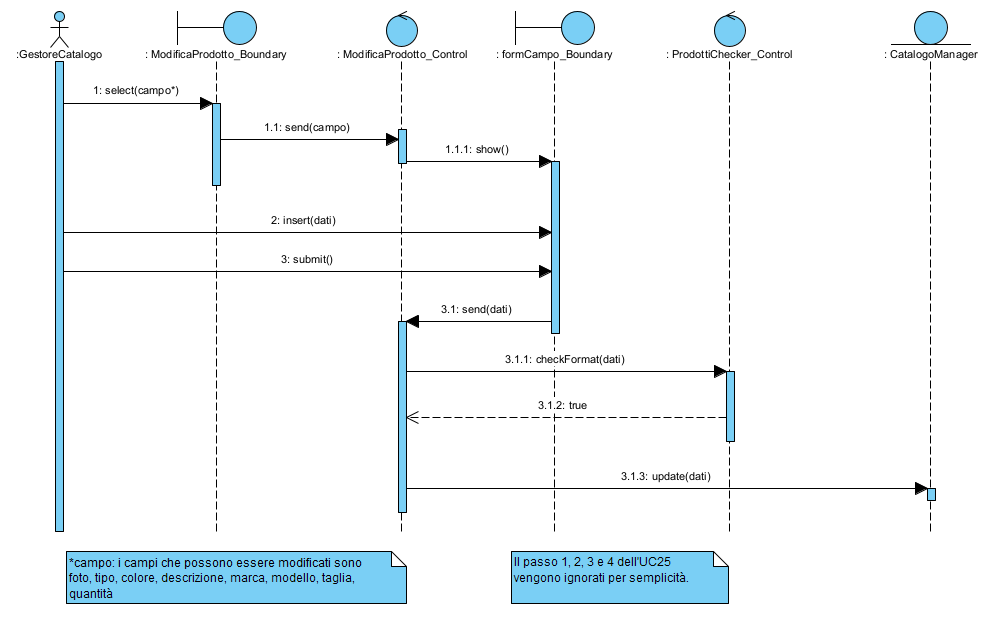 :GestoreCatalogo
: ModificaProdotto_Boundary
: ModificaProdotto_Control
: formCampo_Boundary
: ProdottiChecker_Control
: CatalogoManager
1: select(campo*)
1.1: send(campo)
1.1.1: show()
2: insert(dati)
3: submit()
3.1: send(dati)
3.1.1: checkFormat(dati)
3.1.2: true
3.1.3: update(dati)
*campo: i campi che possono essere modificati sono
foto, tipo, colore, descrizione, marca, modello, taglia,
quantità
Il passo 1, 2, 3 e 4 dell'UC25
vengono ignorati per semplicità.